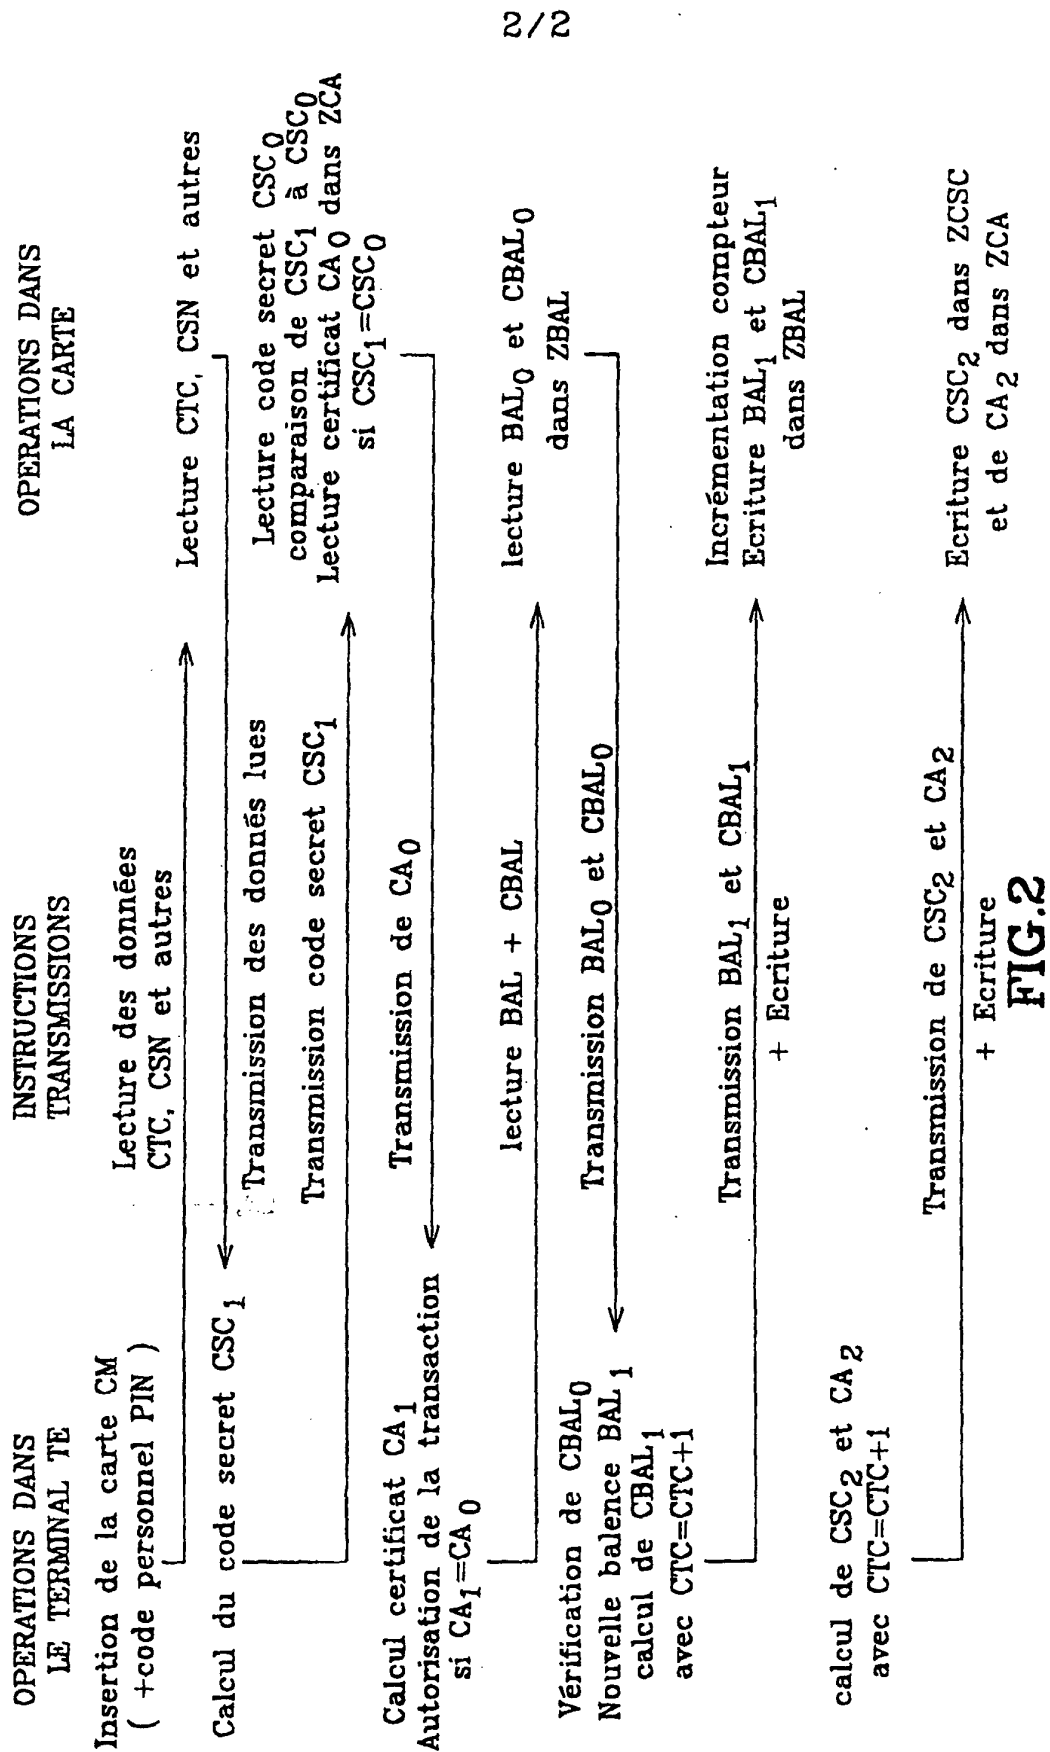 2/2
OPERATIONS DANS
LE TERMINAL TE
INSTRUCTIONS
TRANSMISSIONS
OPERATIONS DANS
LA CARTE
Insertion de la carte CM
( +code personnel PIN )
Lecture des données
CTC, CSN et autres
Lecture CTC, CSN et autres
Transmission des donnés lues
Calcul du code secret CSC1
Transmission code secret CSC1
Lecture code secret CSC0
comparaison de CSC1 à CSC0
Lecture certificat CA0 dans ZCA
si CSC1=CSC0
Transmission de CA0
Calcul certificat CA1
Autorisation de la transaction
si CA1=CA0
lecture BAL + CBAL
lecture BAL0 et CBAL0
dans ZBAL
Transmission BAL0 et CBAL0
Vérification de CBAL0
Nouvelle balence BAL1
calcul de CBAL1
avec CTC=CTC+1
Transmission BAL1 et CBAL1
+ Ecriture
Incrémentation compteur
Ecriture BAL1 et CBAL1
dans ZBAL
calcul de CSC2 et CA2
avec CTC=CTC+1
Transmission de CSC2 et CA2
+ Ecriture
Ecriture CSC2 dans ZCSC
et de CA2 dans ZCA
FIG.2